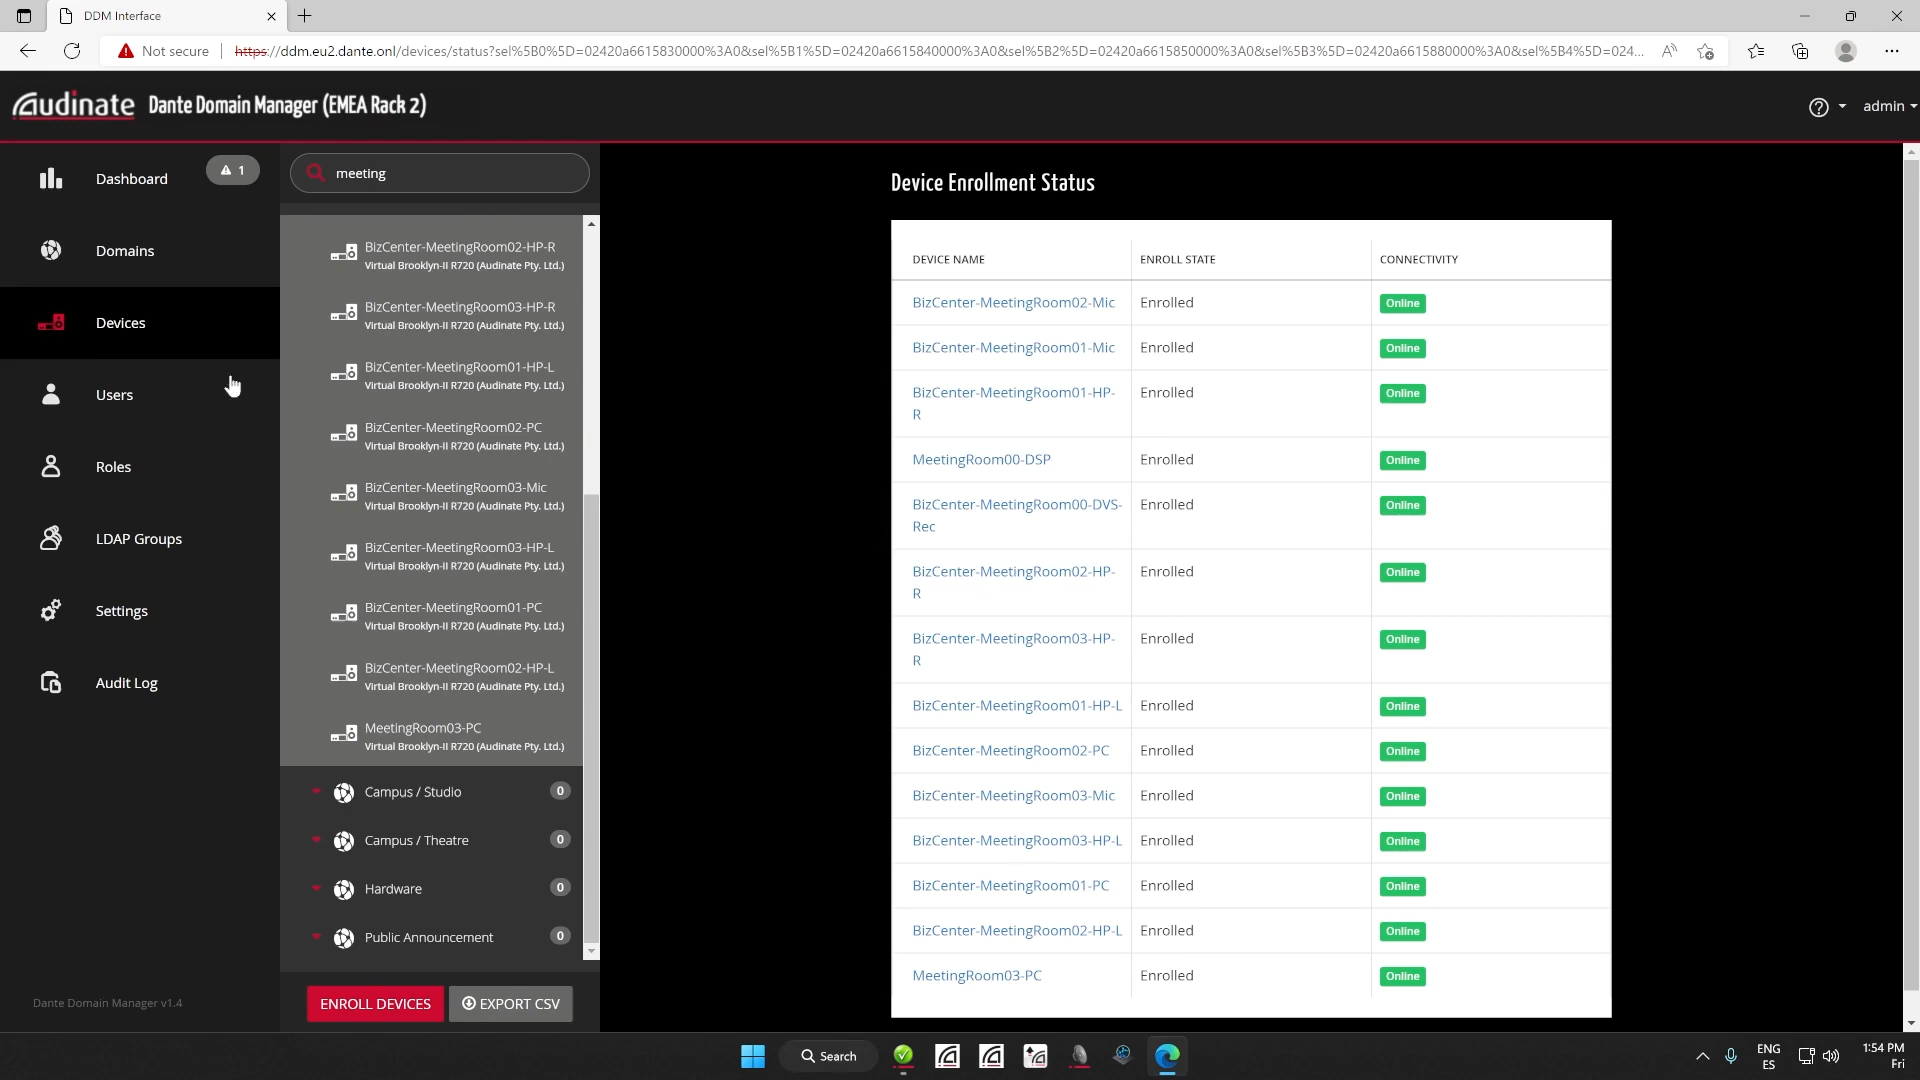 DDM Interface
Not secure
https://ddm.eu2.dante.onl/devices/status?sel%5B0%5D=02420a6615830000%3A0&sel%5B1%5D=02420a6615840000%3A0&sel%5B2%5D=02420a6615850000%3A0&sel%5B3%5D=02420a6615880000%3A0&sel%5B4%5D=024...
Audinate Dante Domain Manager (EMEA Rack 2)
admin
Dashboard
1
Domains
Devices
Users
Roles
LDAP Groups
Settings
Audit Log
Dante Domain Manager v1.4
meeting
BizCenter-MeetingRoom02-HP-R
Virtual Brooklyn-II R720 (Audinate Pty. Ltd.)
BizCenter-MeetingRoom03-HP-R
Virtual Brooklyn-II R720 (Audinate Pty. Ltd.)
BizCenter-MeetingRoom01-HP-L
Virtual Brooklyn-II R720 (Audinate Pty. Ltd.)
BizCenter-MeetingRoom02-PC
Virtual Brooklyn-II R720 (Audinate Pty. Ltd.)
BizCenter-MeetingRoom03-Mic
Virtual Brooklyn-II R720 (Audinate Pty. Ltd.)
BizCenter-MeetingRoom03-HP-L
Virtual Brooklyn-II R720 (Audinate Pty. Ltd.)
BizCenter-MeetingRoom01-PC
Virtual Brooklyn-II R720 (Audinate Pty. Ltd.)
BizCenter-MeetingRoom02-HP-L
Virtual Brooklyn-II R720 (Audinate Pty. Ltd.)
MeetingRoom03-PC
Virtual Brooklyn-II R720 (Audinate Pty. Ltd.)
Campus / Studio 0
Campus / Theatre 0
Hardware 0
Public Announcement 0
ENROLL DEVICES
EXPORT CSV
Device Enrollment Status
DEVICE NAME ENROLL STATE CONNECTIVITY
BizCenter-MeetingRoom02-Mic Enrolled Online
BizCenter-MeetingRoom01-Mic Enrolled Online
BizCenter-MeetingRoom01-HP- Enrolled Online
R
MeetingRoom00-DSP Enrolled Online
BizCenter-MeetingRoom00-DVS- Enrolled Online
Rec
BizCenter-MeetingRoom02-HP- Enrolled Online
R
BizCenter-MeetingRoom03-HP- Enrolled Online
R
BizCenter-MeetingRoom01-HP-L Enrolled Online
BizCenter-MeetingRoom02-PC Enrolled Online
BizCenter-MeetingRoom03-Mic Enrolled Online
BizCenter-MeetingRoom03-HP-L Enrolled Online
BizCenter-MeetingRoom01-PC Enrolled Online
BizCenter-MeetingRoom02-HP-L Enrolled Online
MeetingRoom03-PC Enrolled Online
Search
ENG
ES
1:54 PM
Fri